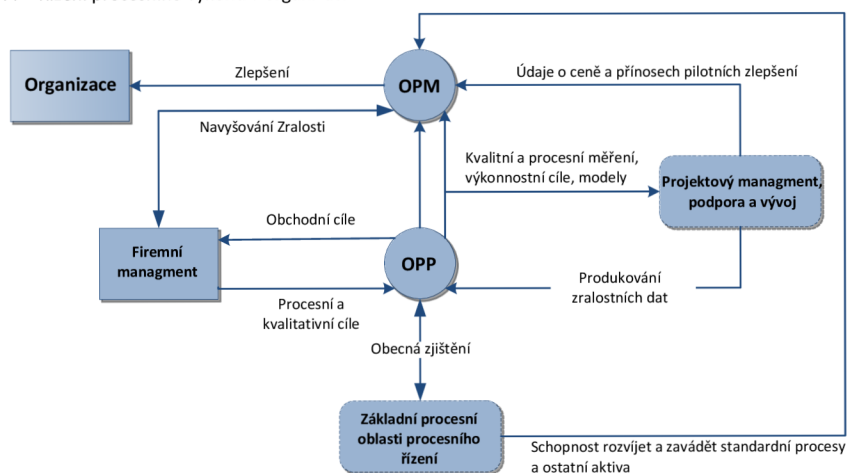 Zlepšení
Údaje o ceně a přínosech pilotních zlepšení
Organizace
OPM
Navyšování Zralosti
Kvalitní a procesní měření,
výkonnostní cíle, modely
Projektový managment,
podpora a vývoj
Obchodní cíle
Firemní
managment
OPP
Produkování
zralostních dat
Procesní a
kvalitativní cíle
Obecná zjištění
Základní procesní
oblasti procesního
řízení
Schopnost rozvíjet a zavádět standardní procesy
a ostatní aktiva